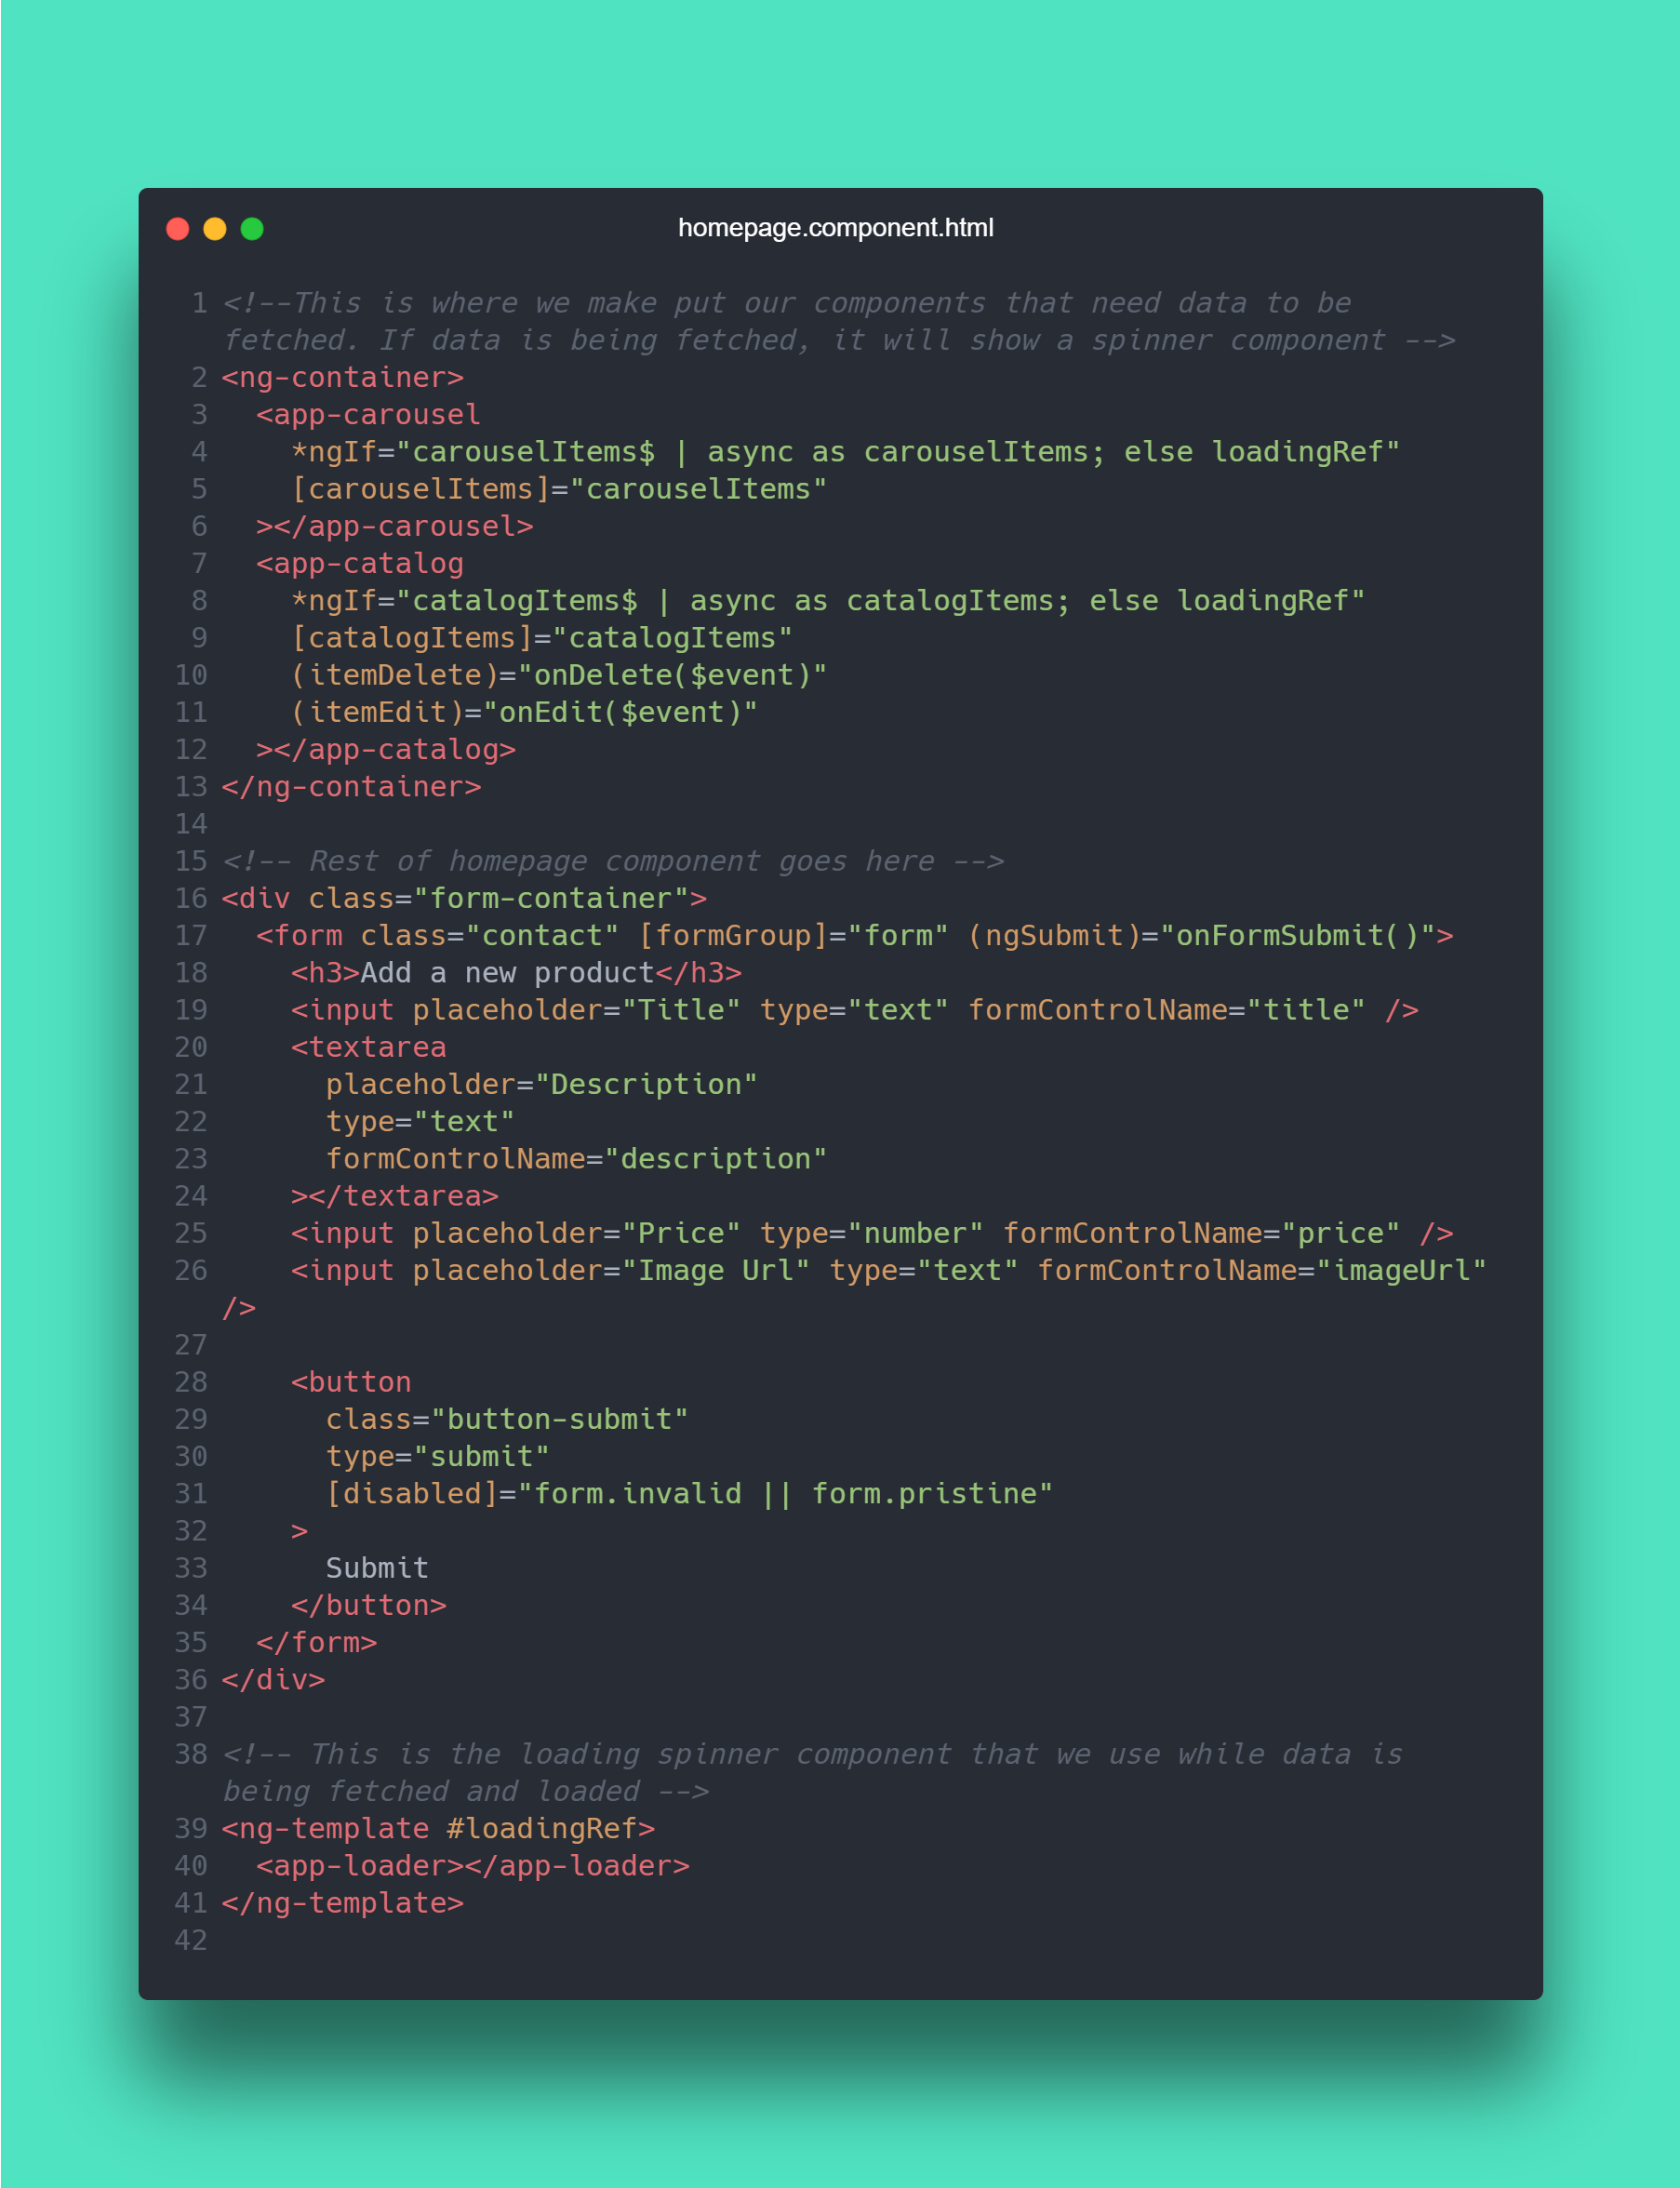 homepage.component.html
1 <!--This is where we make put our components that need data to be
fetched. If data is being fetched, it will show a spinner component -->
2 <ng-container>
3   <app-carousel
4     *ngIf="carouselItems$ | async as carouselItems; else loadingRef"
5     [carouselItems]="carouselItems"
6   ></app-carousel>
7   <app-catalog
8     *ngIf="catalogItems$ | async as catalogItems; else loadingRef"
9     [catalogItems]="catalogItems"
10     (itemDelete)="onDelete($event)"
11     (itemEdit)="onEdit($event)"
12   ></app-catalog>
13 </ng-container>
14
15 <!-- Rest of homepage component goes here -->
16 <div class="form-container">
17   <form class="contact" [formGroup]="form" (ngSubmit)="onFormSubmit()">
18     <h3>Add a new product</h3>
19     <input placeholder="Title" type="text" formControlName="title" />
20     <textarea
21       placeholder="Description"
22       type="text"
23       formControlName="description"
24     ></textarea>
25     <input placeholder="Price" type="number" formControlName="price" />
26     <input placeholder="Image Url" type="text" formControlName="imageUrl"
/>
27
28     <button
29       class="button-submit"
30       type="submit"
31       [disabled]="form.invalid || form.pristine"
32     >
33       Submit
34     </button>
35   </form>
36 </div>
37
38 <!-- This is the loading spinner component that we use while data is
being fetched and loaded -->
39 <ng-template #loadingRef>
40   <app-loader></app-loader>
41 </ng-template>
42